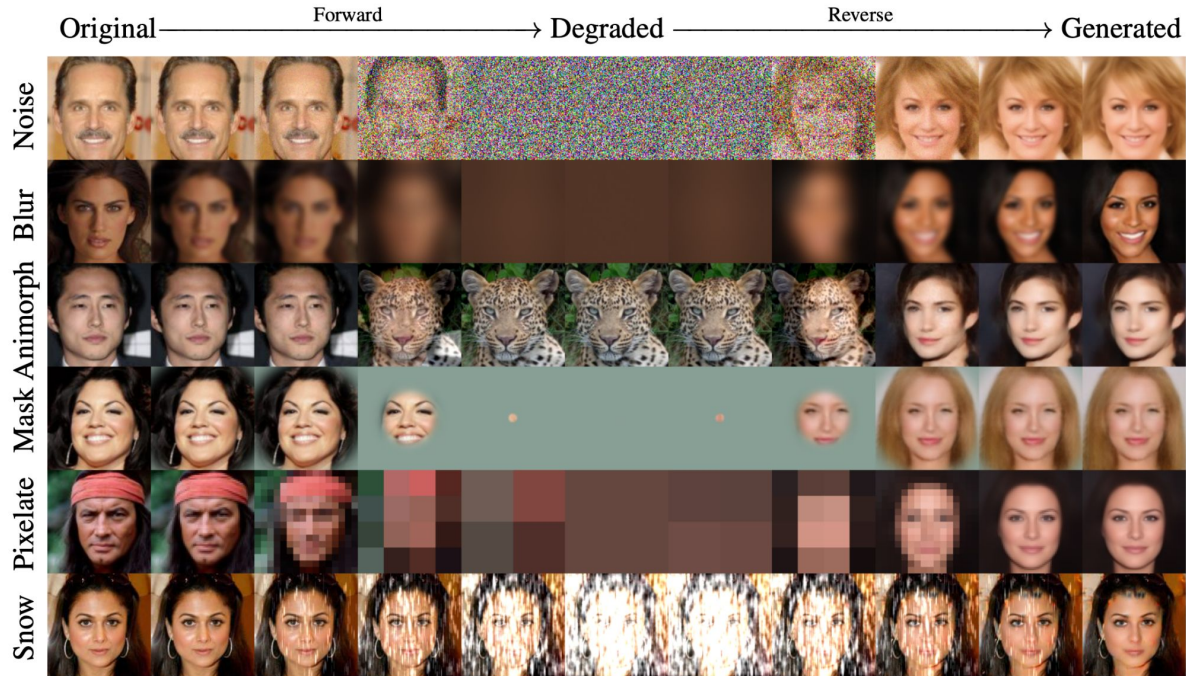 Original Forward Degraded Reverse Generated
Noise
Blur
Animorph
Mask
Pixelate
Snow